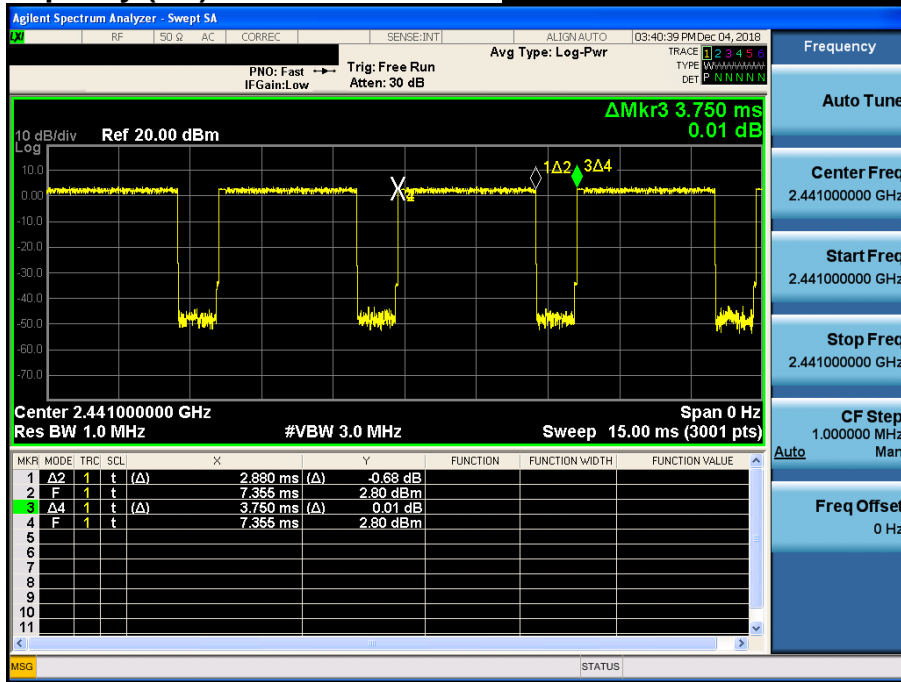 Agilent Spectrum Analyzer - Swept SA
LXI RF 50 Ω AC CORREC SENSE:INT ALIGN AUTO 03:40:39 PM Dec 04, 2018
Avg Type: Log-Pwr TRACE 1 2 3 4 5 6
PNO: Fast Trig: Free Run TYPE W
IFGain:Low Atten: 30 dB DET P N N N N N
ΔMkr3 3.750 ms
0.01 dB
10 dB/div Ref 20.00 dBm
Log
10.0
0.00
-10.0
-20.0
-30.0
-40.0
-50.0
-60.0
-70.0
1Δ2 3Δ4
Center 2.441000000 GHz Span 0 Hz
Res BW 1.0 MHz #VBW 3.0 MHz Sweep 15.00 ms (3001 pts)
MKR MODE TRC SCL X Y FUNCTION FUNCTION WIDTH FUNCTION VALUE
1 Δ2 1 t (Δ) 2.880 ms (Δ) -0.68 dB
2 F 1 t 7.355 ms 2.80 dBm
3 Δ4 1 t (Δ) 3.750 ms (Δ) 0.01 dB
4 F 1 t 7.355 ms 2.80 dBm
5
6
7
8
9
10
11
MSG STATUS
Frequency
Auto Tune
Center Freq
2.441000000 GHz
Start Freq
2.441000000 GHz
Stop Freq
2.441000000 GHz
CF Step
1.000000 MHz
Auto Man
Freq Offset
0 Hz